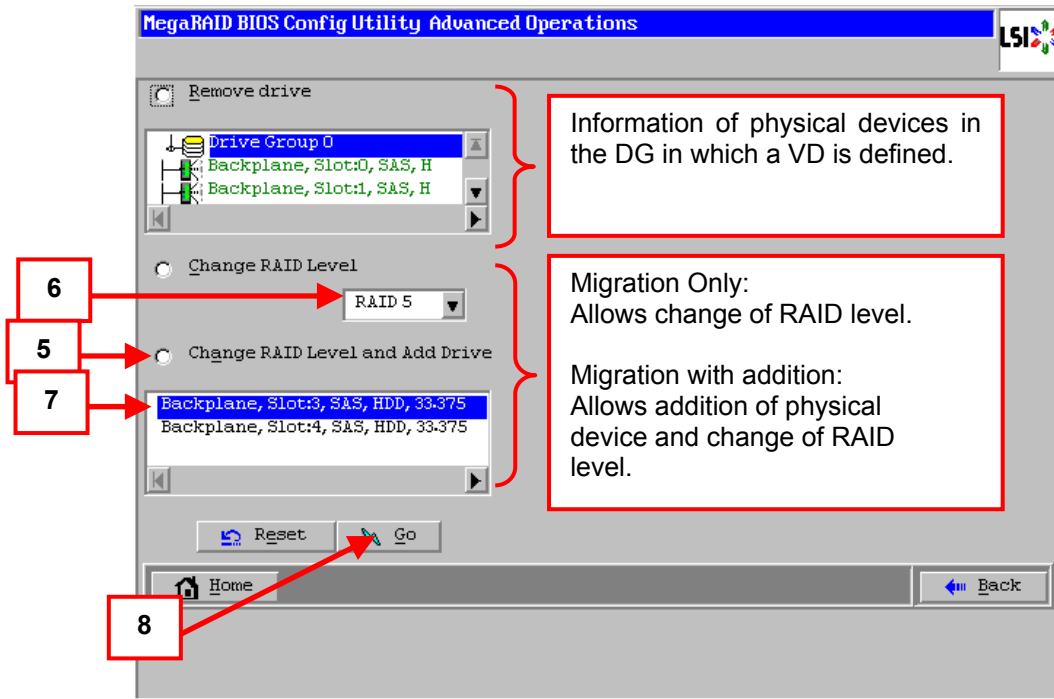 MegaRAID BIOS Config Utility Advanced Operations
LSI
Remove drive
Drive Group 0
Backplane, Slot:0, SAS, H
Backplane, Slot:1, SAS, H
Information of physical devices in
the DG in which a VD is defined.
Change RAID Level
6
RAID 5
5
Change RAID Level and Add Drive
7
Backplane, Slot:3, SAS, HDD, 33.375
Backplane, Slot:4, SAS, HDD, 33.375
Migration Only:
Allows change of RAID level.
Migration with addition:
Allows addition of physical
device and change of RAID
level.
Reset
Go
Home
Back
8